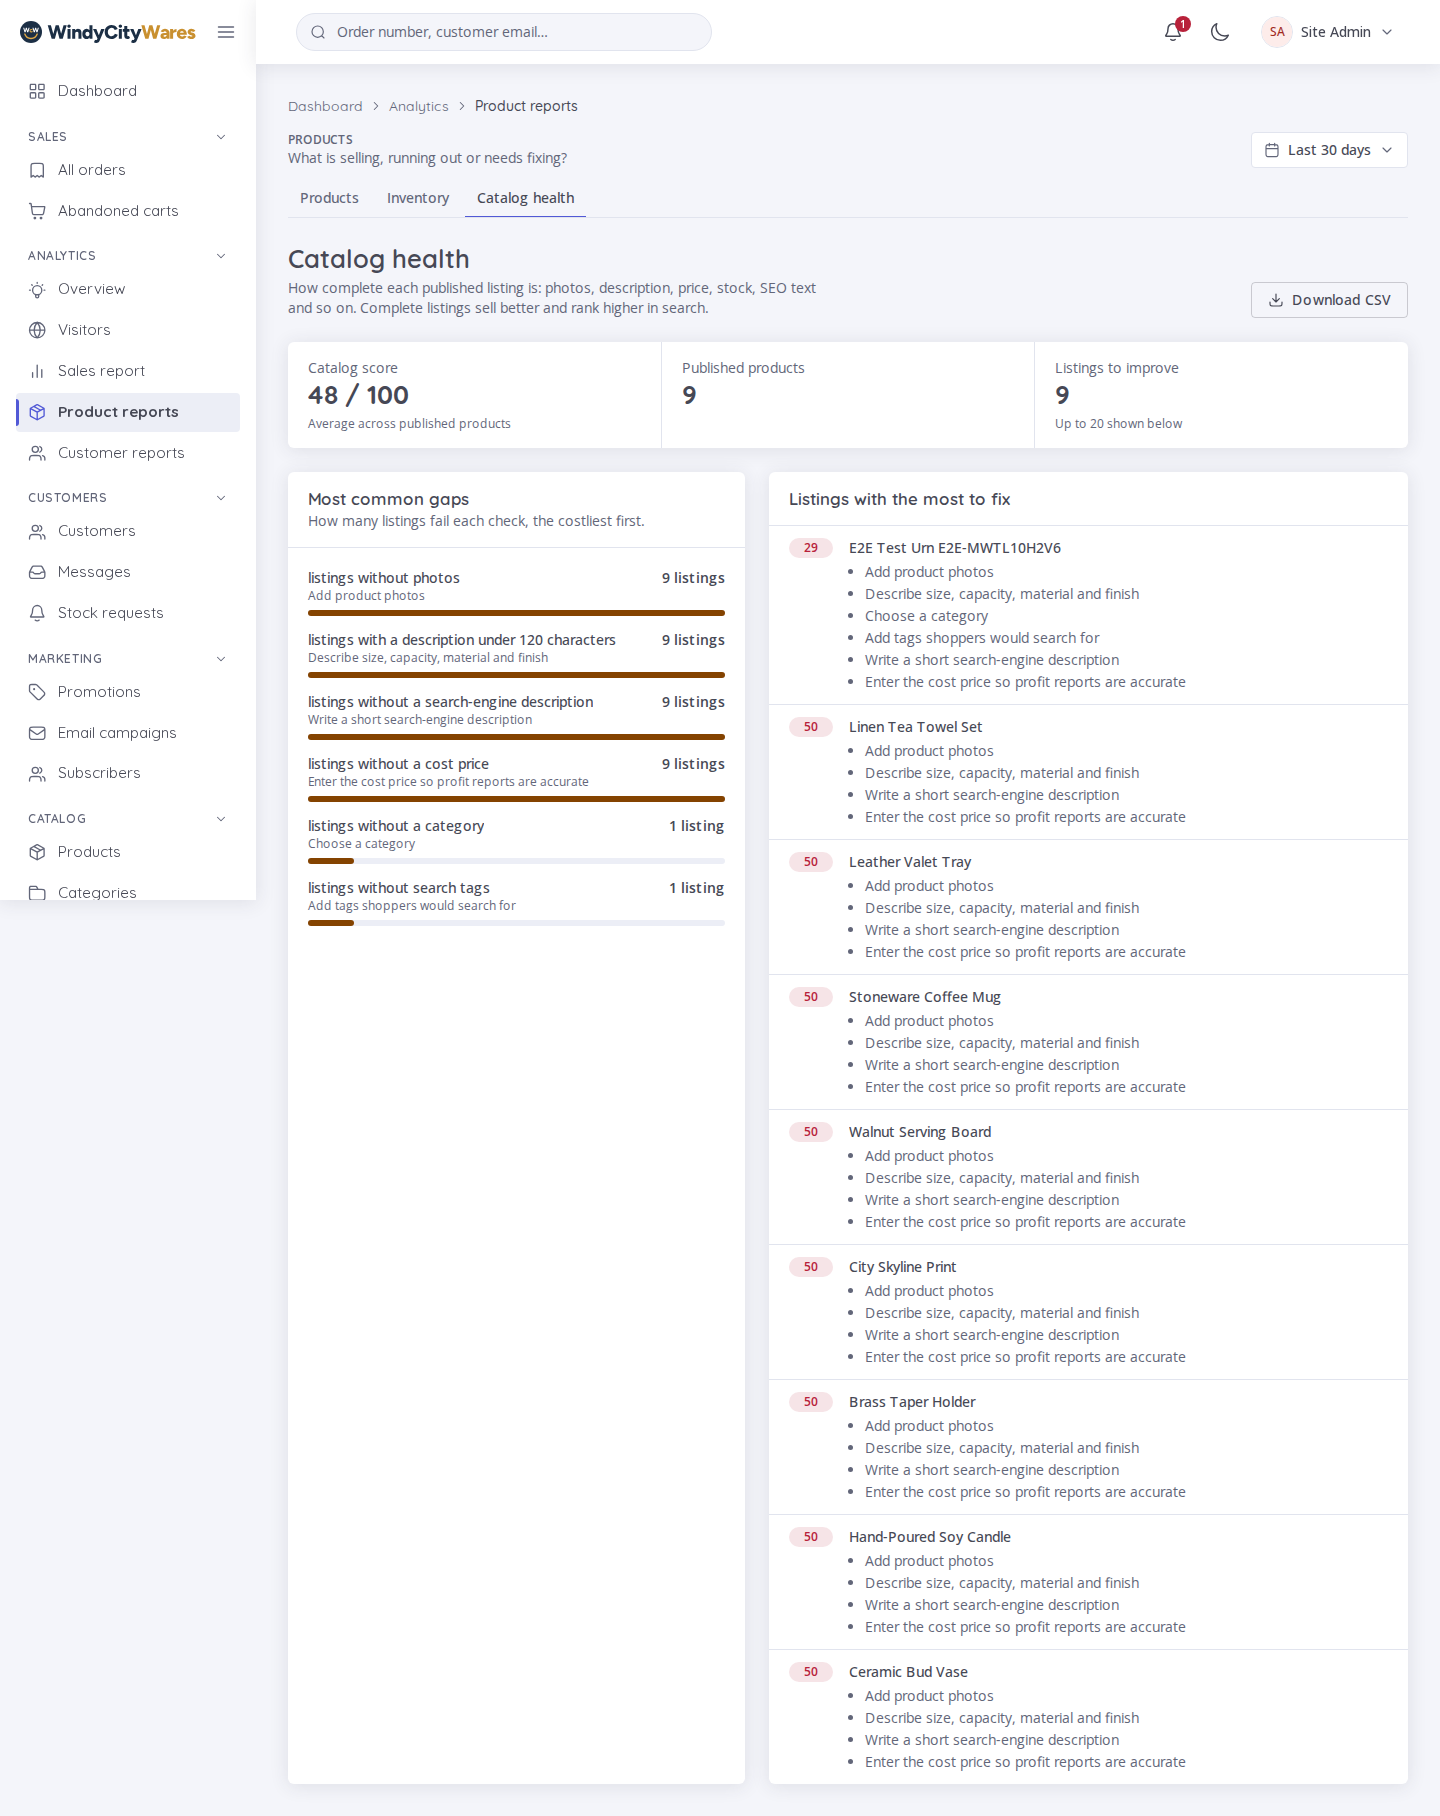 WCW WindyCityWares
Order number, customer email...
1
SA Site Admin
Dashboard
SALES
All orders
Abandoned carts
ANALYTICS
Overview
Visitors
Sales report
Product reports
Customer reports
CUSTOMERS
Customers
Messages
Stock requests
MARKETING
Promotions
Email campaigns
Subscribers
CATALOG
Products
Categories
Dashboard > Analytics > Product reports
PRODUCTS
What is selling, running out or needs fixing?
Last 30 days
Products Inventory Catalog health
Catalog health
How complete each published listing is: photos, description, price, stock, SEO text
and so on. Complete listings sell better and rank higher in search.
Download CSV
Catalog score
48 / 100
Average across published products
Published products
9
Listings to improve
9
Up to 20 shown below
Most common gaps
How many listings fail each check, the costliest first.
listings without photos 9 listings
Add product photos
listings with a description under 120 characters 9 listings
Describe size, capacity, material and finish
listings without a search-engine description 9 listings
Write a short search-engine description
listings without a cost price 9 listings
Enter the cost price so profit reports are accurate
listings without a category 1 listing
Choose a category
listings without search tags 1 listing
Add tags shoppers would search for
Listings with the most to fix
29 E2E Test Urn E2E-MWTL10H2V6
Add product photos
Describe size, capacity, material and finish
Choose a category
Add tags shoppers would search for
Write a short search-engine description
Enter the cost price so profit reports are accurate
50 Linen Tea Towel Set
Add product photos
Describe size, capacity, material and finish
Write a short search-engine description
Enter the cost price so profit reports are accurate
50 Leather Valet Tray
Add product photos
Describe size, capacity, material and finish
Write a short search-engine description
Enter the cost price so profit reports are accurate
50 Stoneware Coffee Mug
Add product photos
Describe size, capacity, material and finish
Write a short search-engine description
Enter the cost price so profit reports are accurate
50 Walnut Serving Board
Add product photos
Describe size, capacity, material and finish
Write a short search-engine description
Enter the cost price so profit reports are accurate
50 City Skyline Print
Add product photos
Describe size, capacity, material and finish
Write a short search-engine description
Enter the cost price so profit reports are accurate
50 Brass Taper Holder
Add product photos
Describe size, capacity, material and finish
Write a short search-engine description
Enter the cost price so profit reports are accurate
50 Hand-Poured Soy Candle
Add product photos
Describe size, capacity, material and finish
Write a short search-engine description
Enter the cost price so profit reports are accurate
50 Ceramic Bud Vase
Add product photos
Describe size, capacity, material and finish
Write a short search-engine description
Enter the cost price so profit reports are accurate